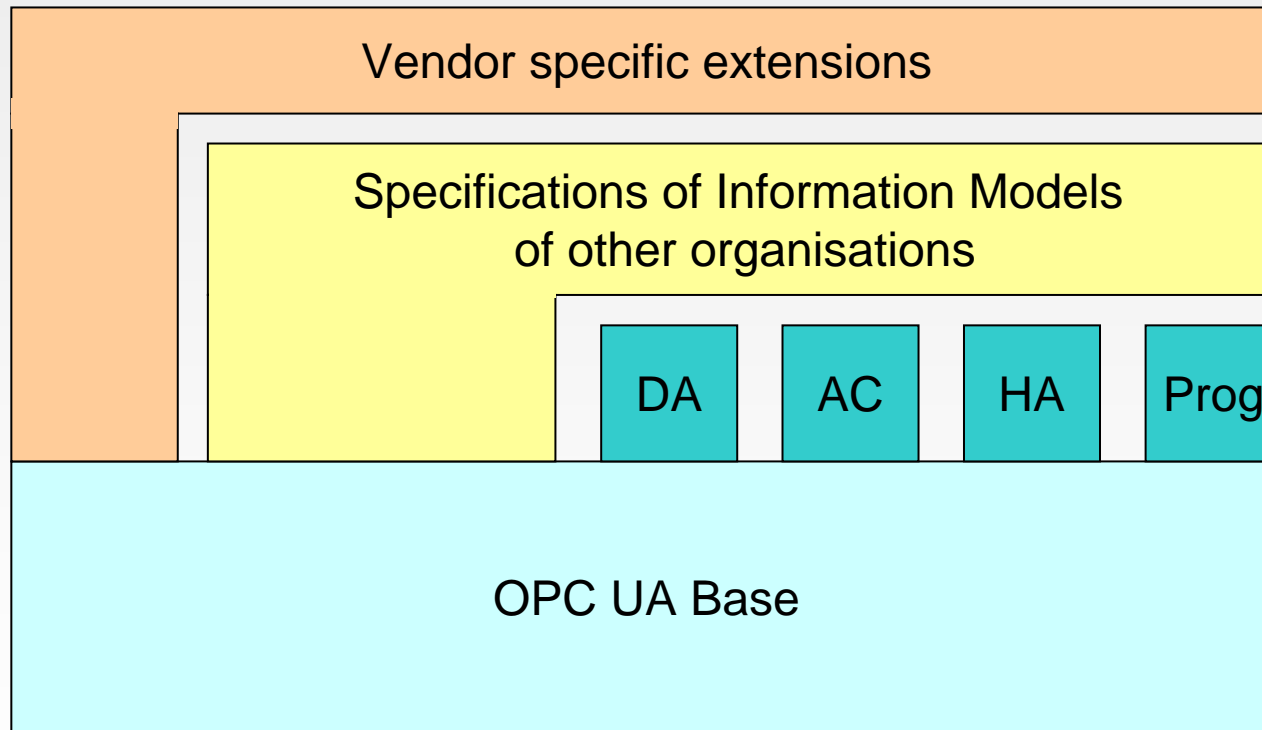 Vendor specific extensions
Specifications of Information Models
of other organisations
DA
AC
HA
Prog
OPC UA Base